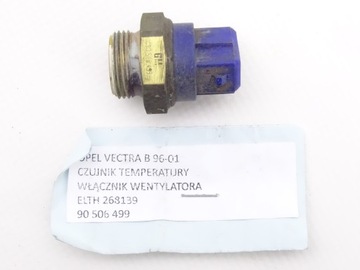 OPEL VECTRA B 96-01
CZUJNIK TEMPERATURY
WŁĄCZNIK WENTYLATORA
ELTH 268139
90 506 499